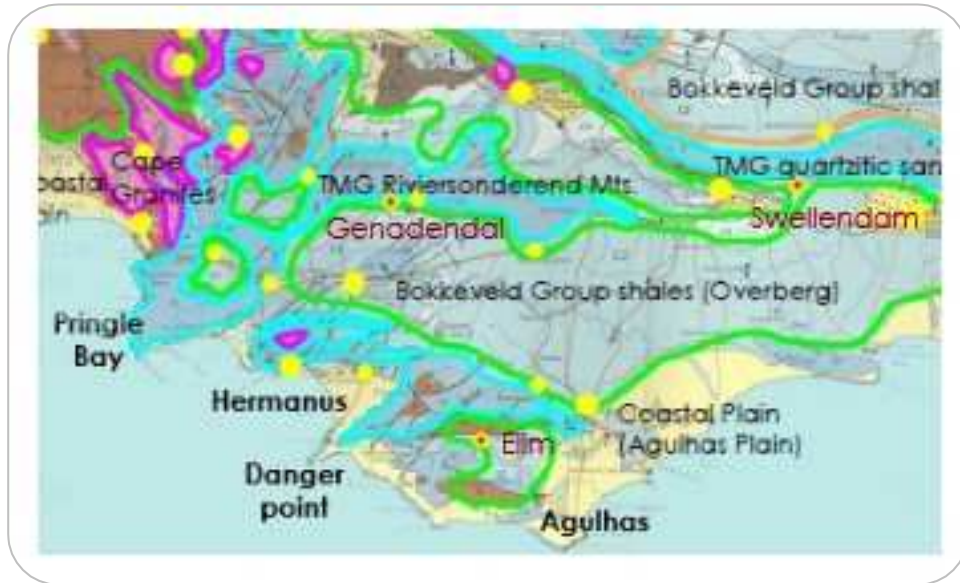 Bokkeveld Group shal
Cape
Granites
TMG quartzitic san
TMG Riviersonderend Mts.
Swellendam
Genadendal
Bokkeveld Group shales (Overberg)
Pringle
Bay
Hermanus
Coastal Plain
(Agulhas Plain)
Elim
Danger
point
Agulhas